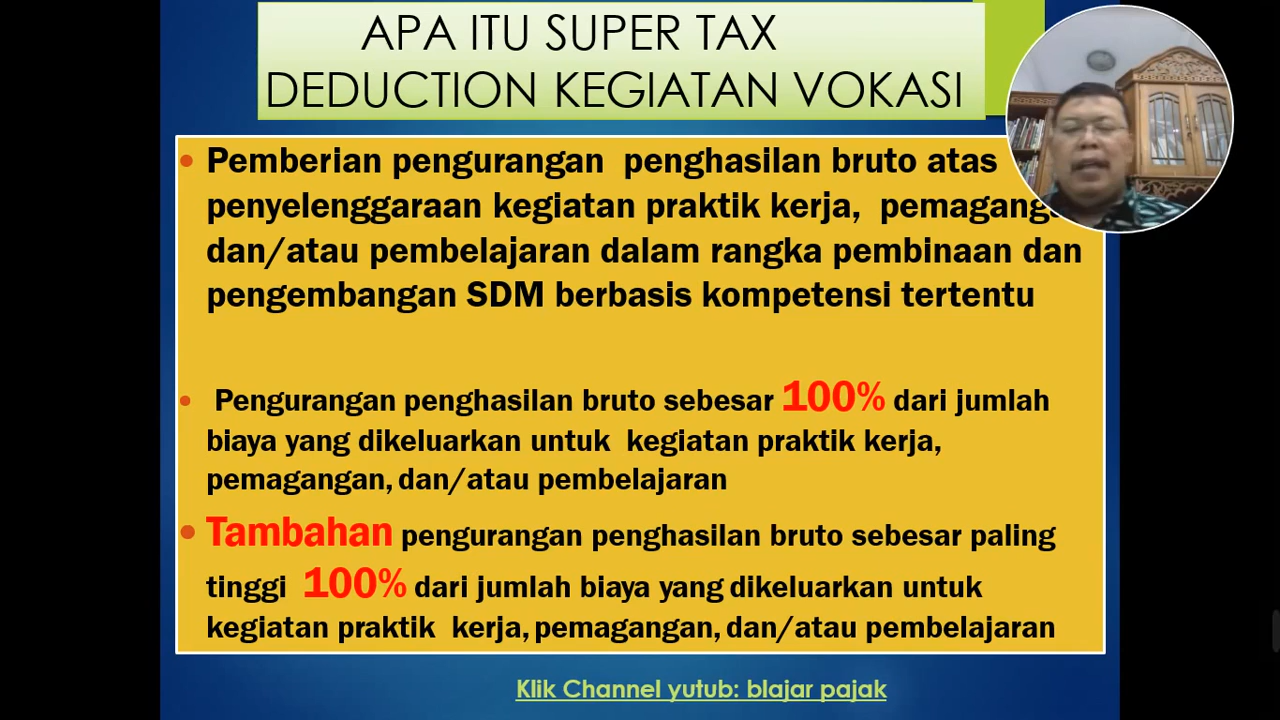 APA ITU SUPER TAX
DEDUCTION KEGIATAN VOKASI
Pemberian pengurangan penghasilan bruto atas
penyelenggaraan kegiatan praktik kerja,
dan/atau pembelajaran dalam rangka pembinaan dan
pengembangan SDM berbasis kompetensi tertentu
Pengurangan penghasilan bruto sebesar 100% dari jumlah
biaya yang dikeluarkan untuk kegiatan praktik kerja,
pemagangan, dan/atau pembelajaran
Tambahan pengurangan penghasilan bruto sebesar paling
tinggi 100% dari jumlah biaya yang dikeluarkan untuk
kegiatan praktik kerja, pemagangan, dan/atau pembelajaran
Klik Channel yutub: blajar pajak